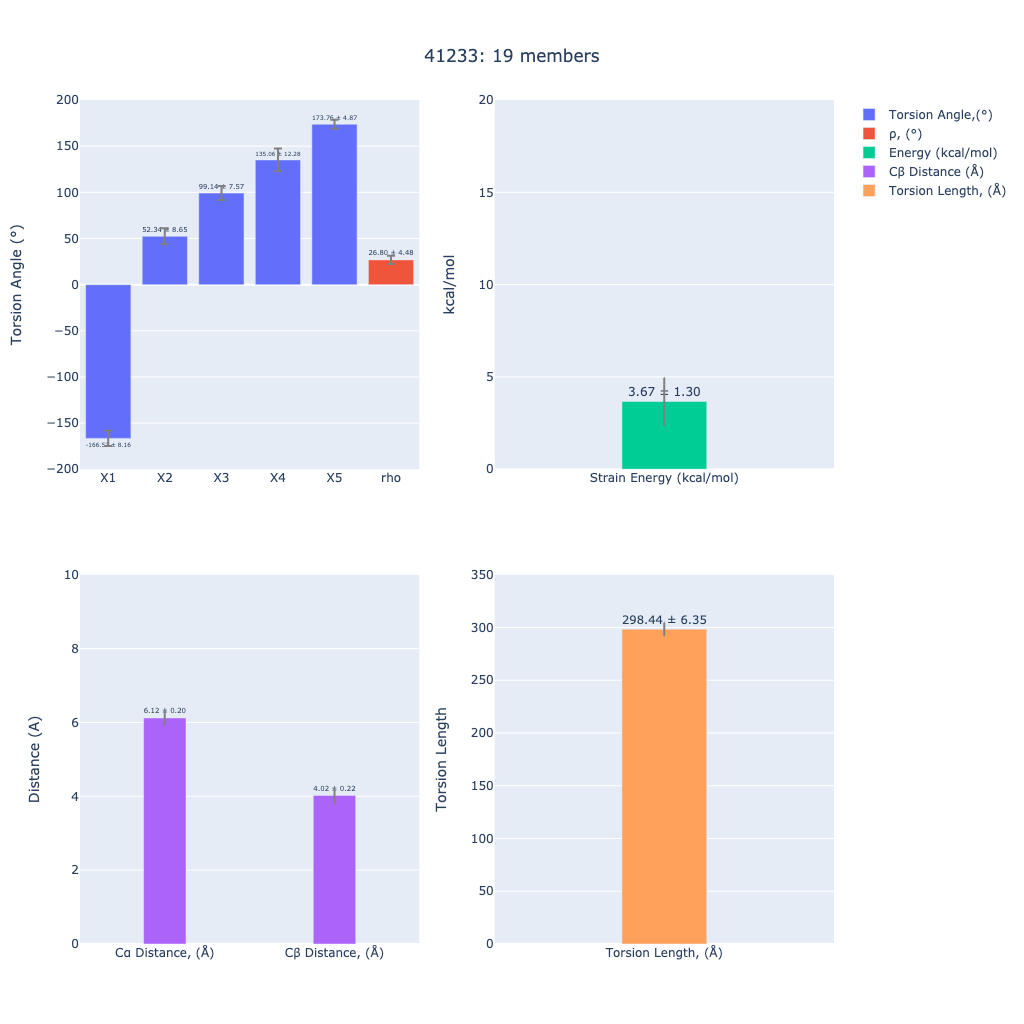 41233: 19 members
Torsion Angle (°)
200
150
100
50
0
−50
−100
−150
−200
173.76 ± 4.87
135.06 ± 12.28
99.14 ± 7.57
52.34 ± 8.65
26.80 ± 4.48
± 8.16
X1 X2 X3 X4 X5 rho
kcal/mol
20
15
10
5
0
3.67 ± 1.30
Strain Energy (kcal/mol)
Torsion Angle,(°)
ρ, (°)
Energy (kcal/mol)
Cβ Distance (Å)
Torsion Length, (Å)
Distance (A)
10
8
6
4
2
0
6.12 ± 0.20
4.02 ± 0.22
Cα Distance, (Å) Cβ Distance, (Å)
Torsion Length
350
300
250
200
150
100
50
0
298.44 ± 6.35
Torsion Length, (Å)